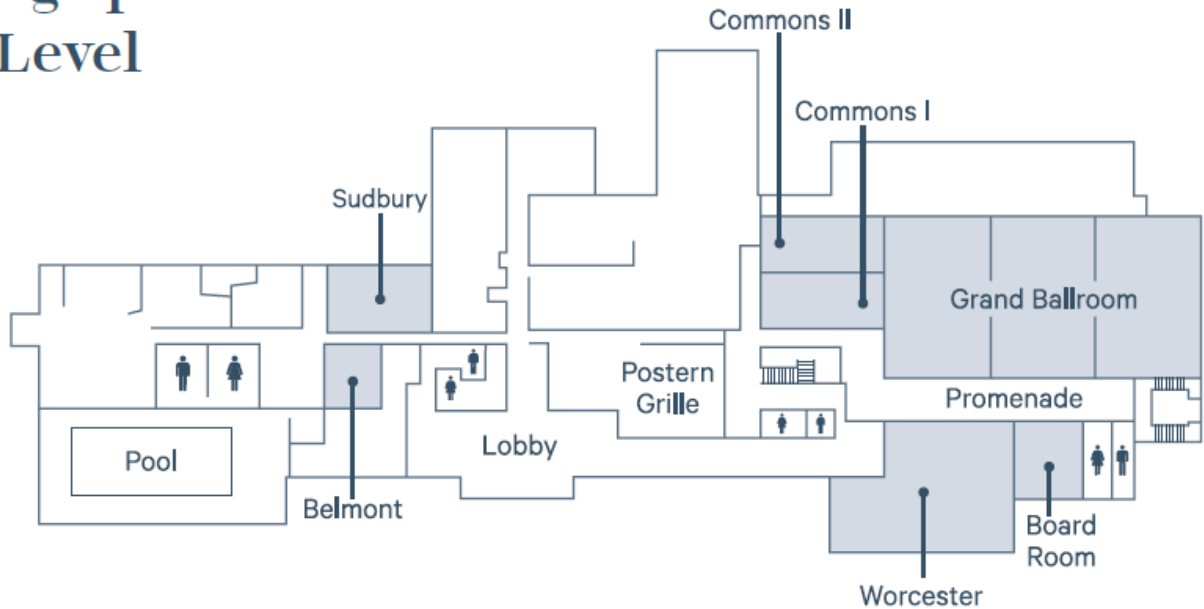 Level
Commons II
Commons I
Sudbury
Grand Ballroom
Postern
Grille
Promenade
Lobby
Pool
Belmont
Board
Room
Worcester